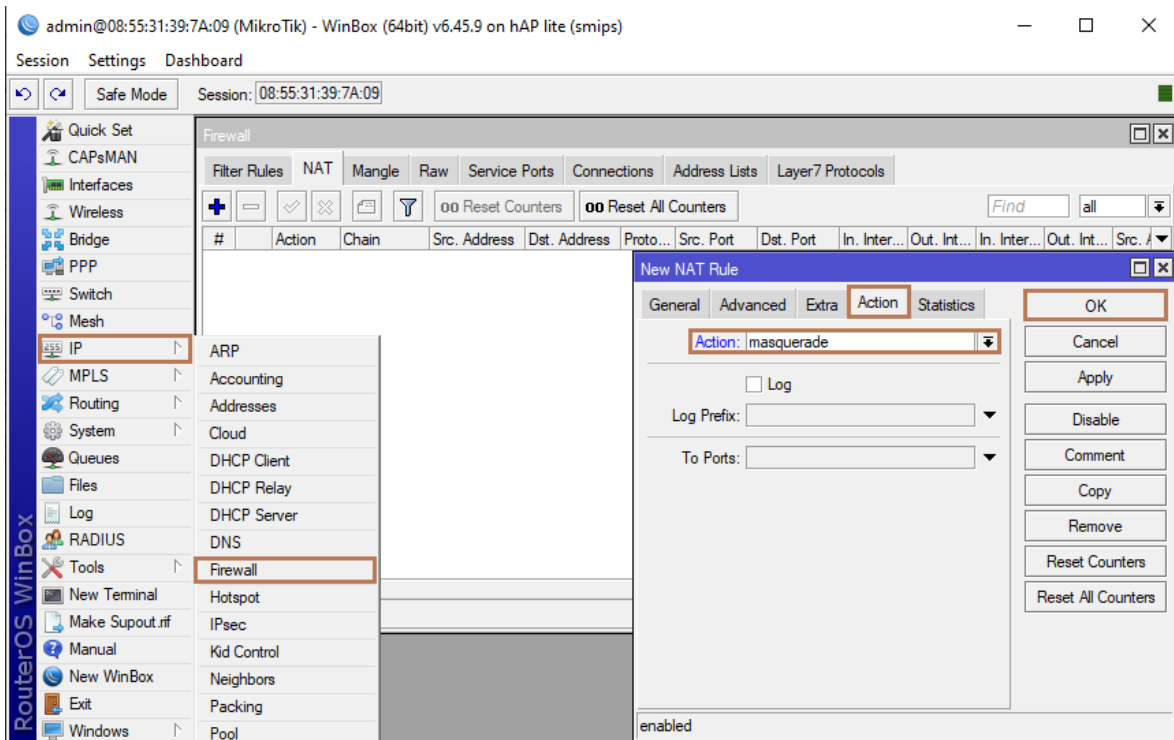 admin@08:55:31:39:7A:09 (MikroTik) - WinBox (64bit) v6.45.9 on hAP lite (smips)
Session Settings Dashboard
Safe Mode Session: 08:55:31:39:7A:09
RouterOS WinBox
Quick Set
CAPsMAN
Interfaces
Wireless
Bridge
PPP
Switch
Mesh
IP
MPLS
Routing
System
Queues
Files
Log
RADIUS
Tools
New Terminal
Make Supout.rif
Manual
New WinBox
Exit
Windows
ARP
Accounting
Addresses
Cloud
DHCP Client
DHCP Relay
DHCP Server
DNS
Firewall
Hotspot
IPsec
Kid Control
Neighbors
Packing
Pool
Firewall
Filter Rules NAT Mangle Raw Service Ports Connections Address Lists Layer7 Protocols
00 Reset Counters 00 Reset All Counters Find all
# Action Chain Src. Address Dst. Address Proto... Src. Port Dst. Port In. Inter... Out. Int... In. Inter... Out. Int... Src.
New NAT Rule
General Advanced Extra Action Statistics
Action: masquerade
Log
Log Prefix:
To Ports:
enabled
OK
Cancel
Apply
Disable
Comment
Copy
Remove
Reset Counters
Reset All Counters